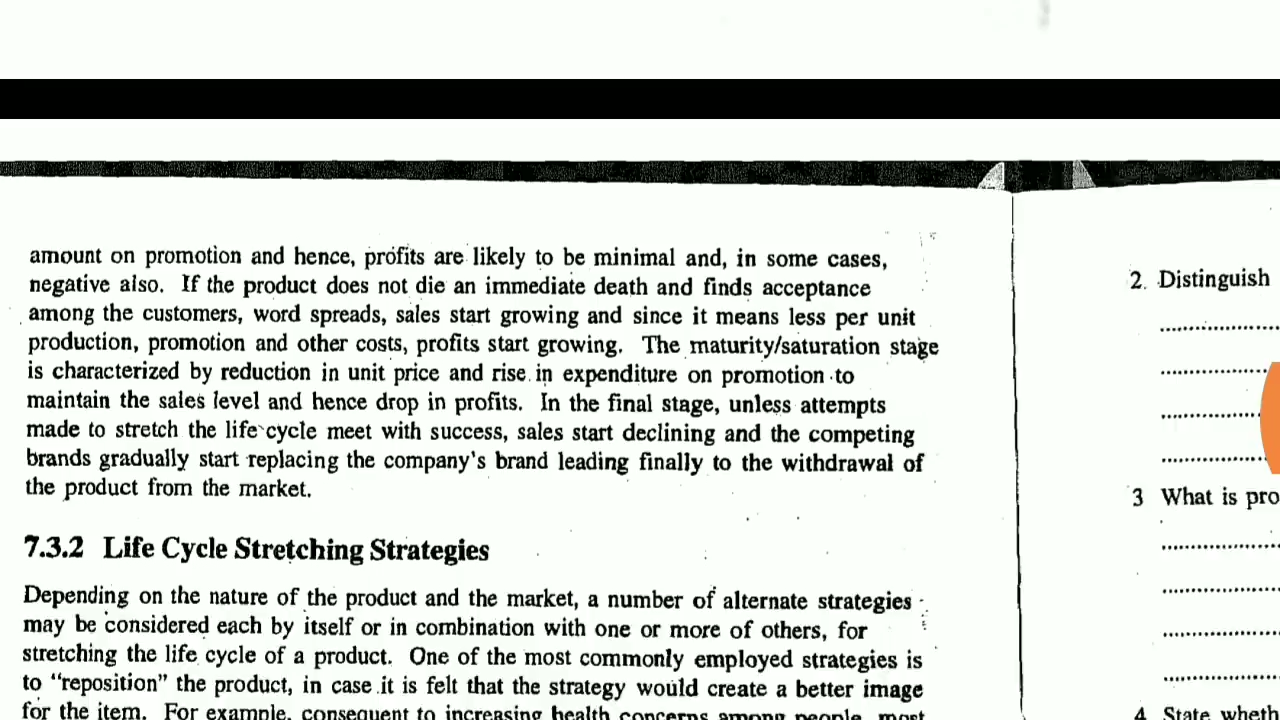 amount on promotion and hence, profits are likely to be minimal and, in some cases,
negative also. If the product does not die an immediate death and finds acceptance
among the customers, word spreads, sales start growing and since it means less per unit
production, promotion and other costs, profits start growing. The maturity/saturation stage
is characterized by reduction in unit price and rise in expenditure on promotion to
maintain the sales level and hence drop in profits. In the final stage, unless attempts
made to stretch the life cycle meet with success, sales start declining and the competing
brands gradually start replacing the company's brand leading finally to the withdrawal of
the product from the market.
7.3.2 Life Cycle Stretching Strategies
Depending on the nature of the product and the market, a number of alternate strategies
may be considered each by itself or in combination with one or more of others, for
stretching the life cycle of a product. One of the most commonly employed strategies is
to "reposition" the product, in case it is felt that the strategy would create a better image
for the item. For example, consequent to increasing health concerns among people, most
2. Distinguish
3 What is
4 State